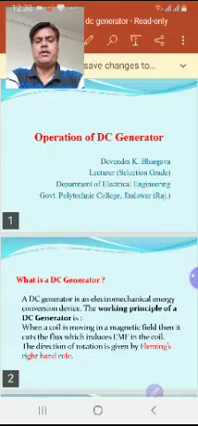 12:38
dc generator - Read-only
save changes to...
Operation of DC Generator
Devendra K. Bhargava
Lecturer (Selection Grade)
Department of Electrical Engineering
Govt. Polytechnic College, Jhalawar (Raj.)
1
What is a DC Generator ?
A DC generator is an electromechanical energy
conversion device. The working principle of a
DC Generator is :
When a coil is moving in a magnetic field then it
cuts the flux which induces EMF in the coil.
The direction of rotation is given by Fleming's
right hand rule.
2